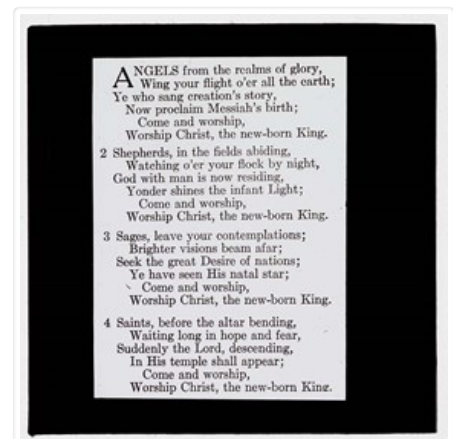 ANGELS from the realms of glory,
Wing your flight o'er all the earth;
Ye who sang creation's story,
Now proclaim Messiah's birth;
Come and worship,
Worship Christ, the new-born King.
2 Shepherds, in the fields abiding,
Watching o'er your flock by night,
God with man is now residing,
Yonder shines the infant Light;
Come and worship,
Worship Christ, the new-born King.
3 Sages, leave your contemplations;
Brighter visions beam afar;
Seek the great Desire of nations;
Ye have seen His natal star;
Come and worship,
Worship Christ, the new-born King.
4 Saints, before the altar bending,
Waiting long in hope and fear,
Suddenly the Lord, descending,
In His temple shall appear;
Come and worship,
Worship Christ, the new-born King.